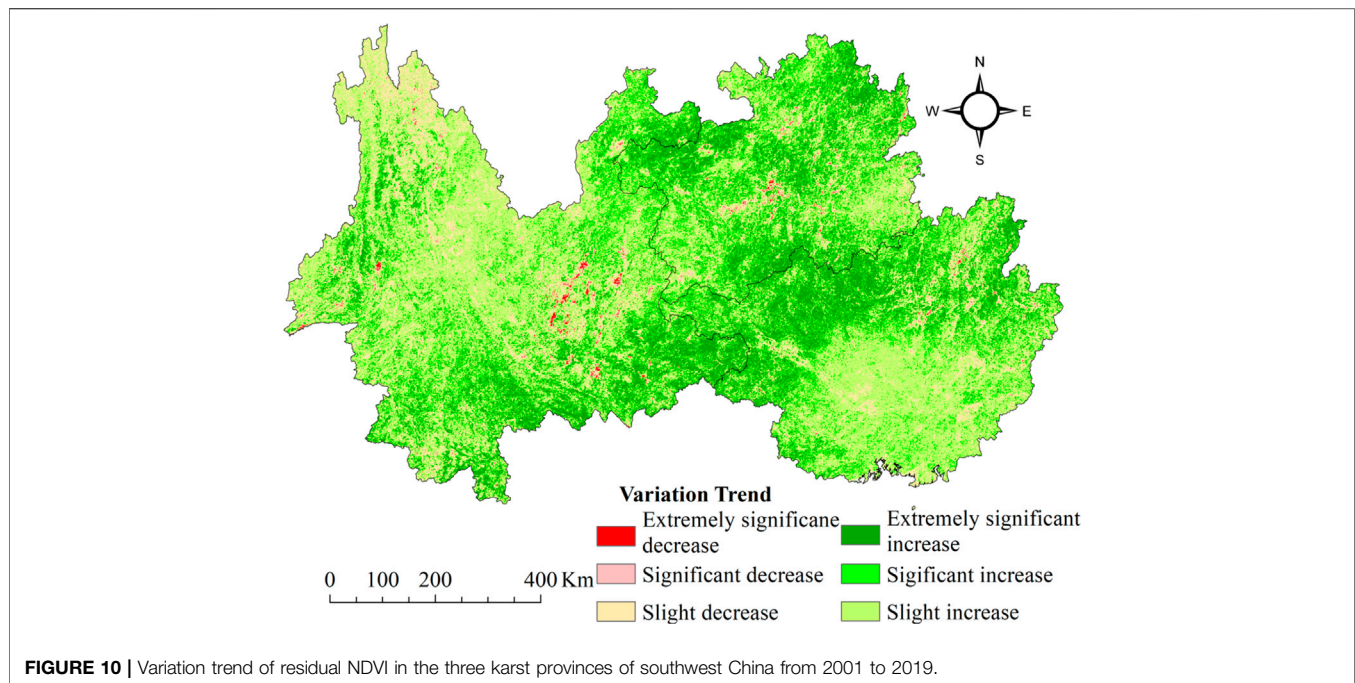 N
W E
S
Variation Trend
Extremely significane
decrease
Extremely significant
increase
Significant decrease
Sigificant increase
Slight decrease
Slight increase
0 100 200 400 Km
FIGURE 10 | Variation trend of residual NDVI in the three karst provinces of southwest China from 2001 to 2019.